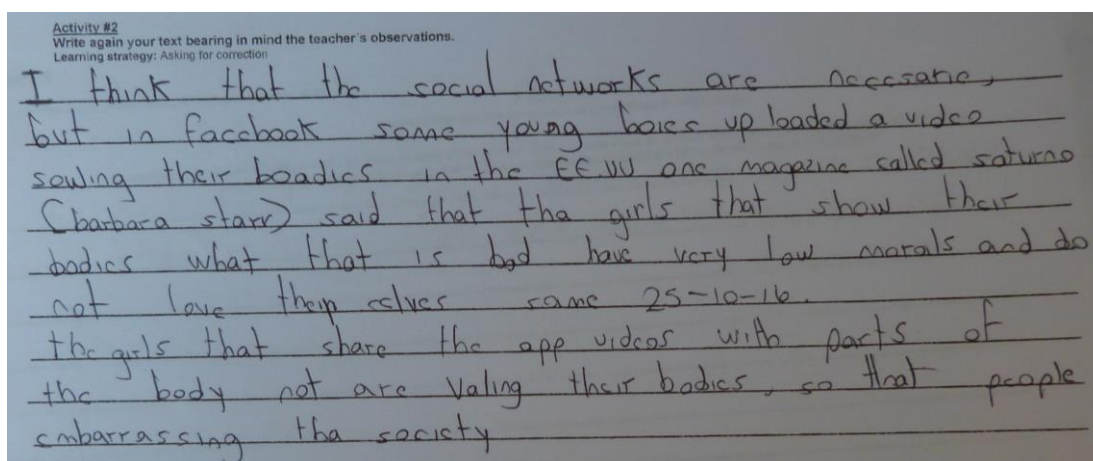 Activity #2
Write again your text bearing in mind the teacher's observations.
Learning strategy: Asking for correction
I think that the social networks are necesarie,
but in facebook some young boies up loaded a video
sowing their boadies in the EE.UU one magazine called saturno
(barbara starr) said that tha girls that show their
bodies what that is bad have very low morals and do
not love themp selves same 25-10-16.
the girls that share the app videos with parts of
the body not are valing their bodies, so that people
embarrassing tha society